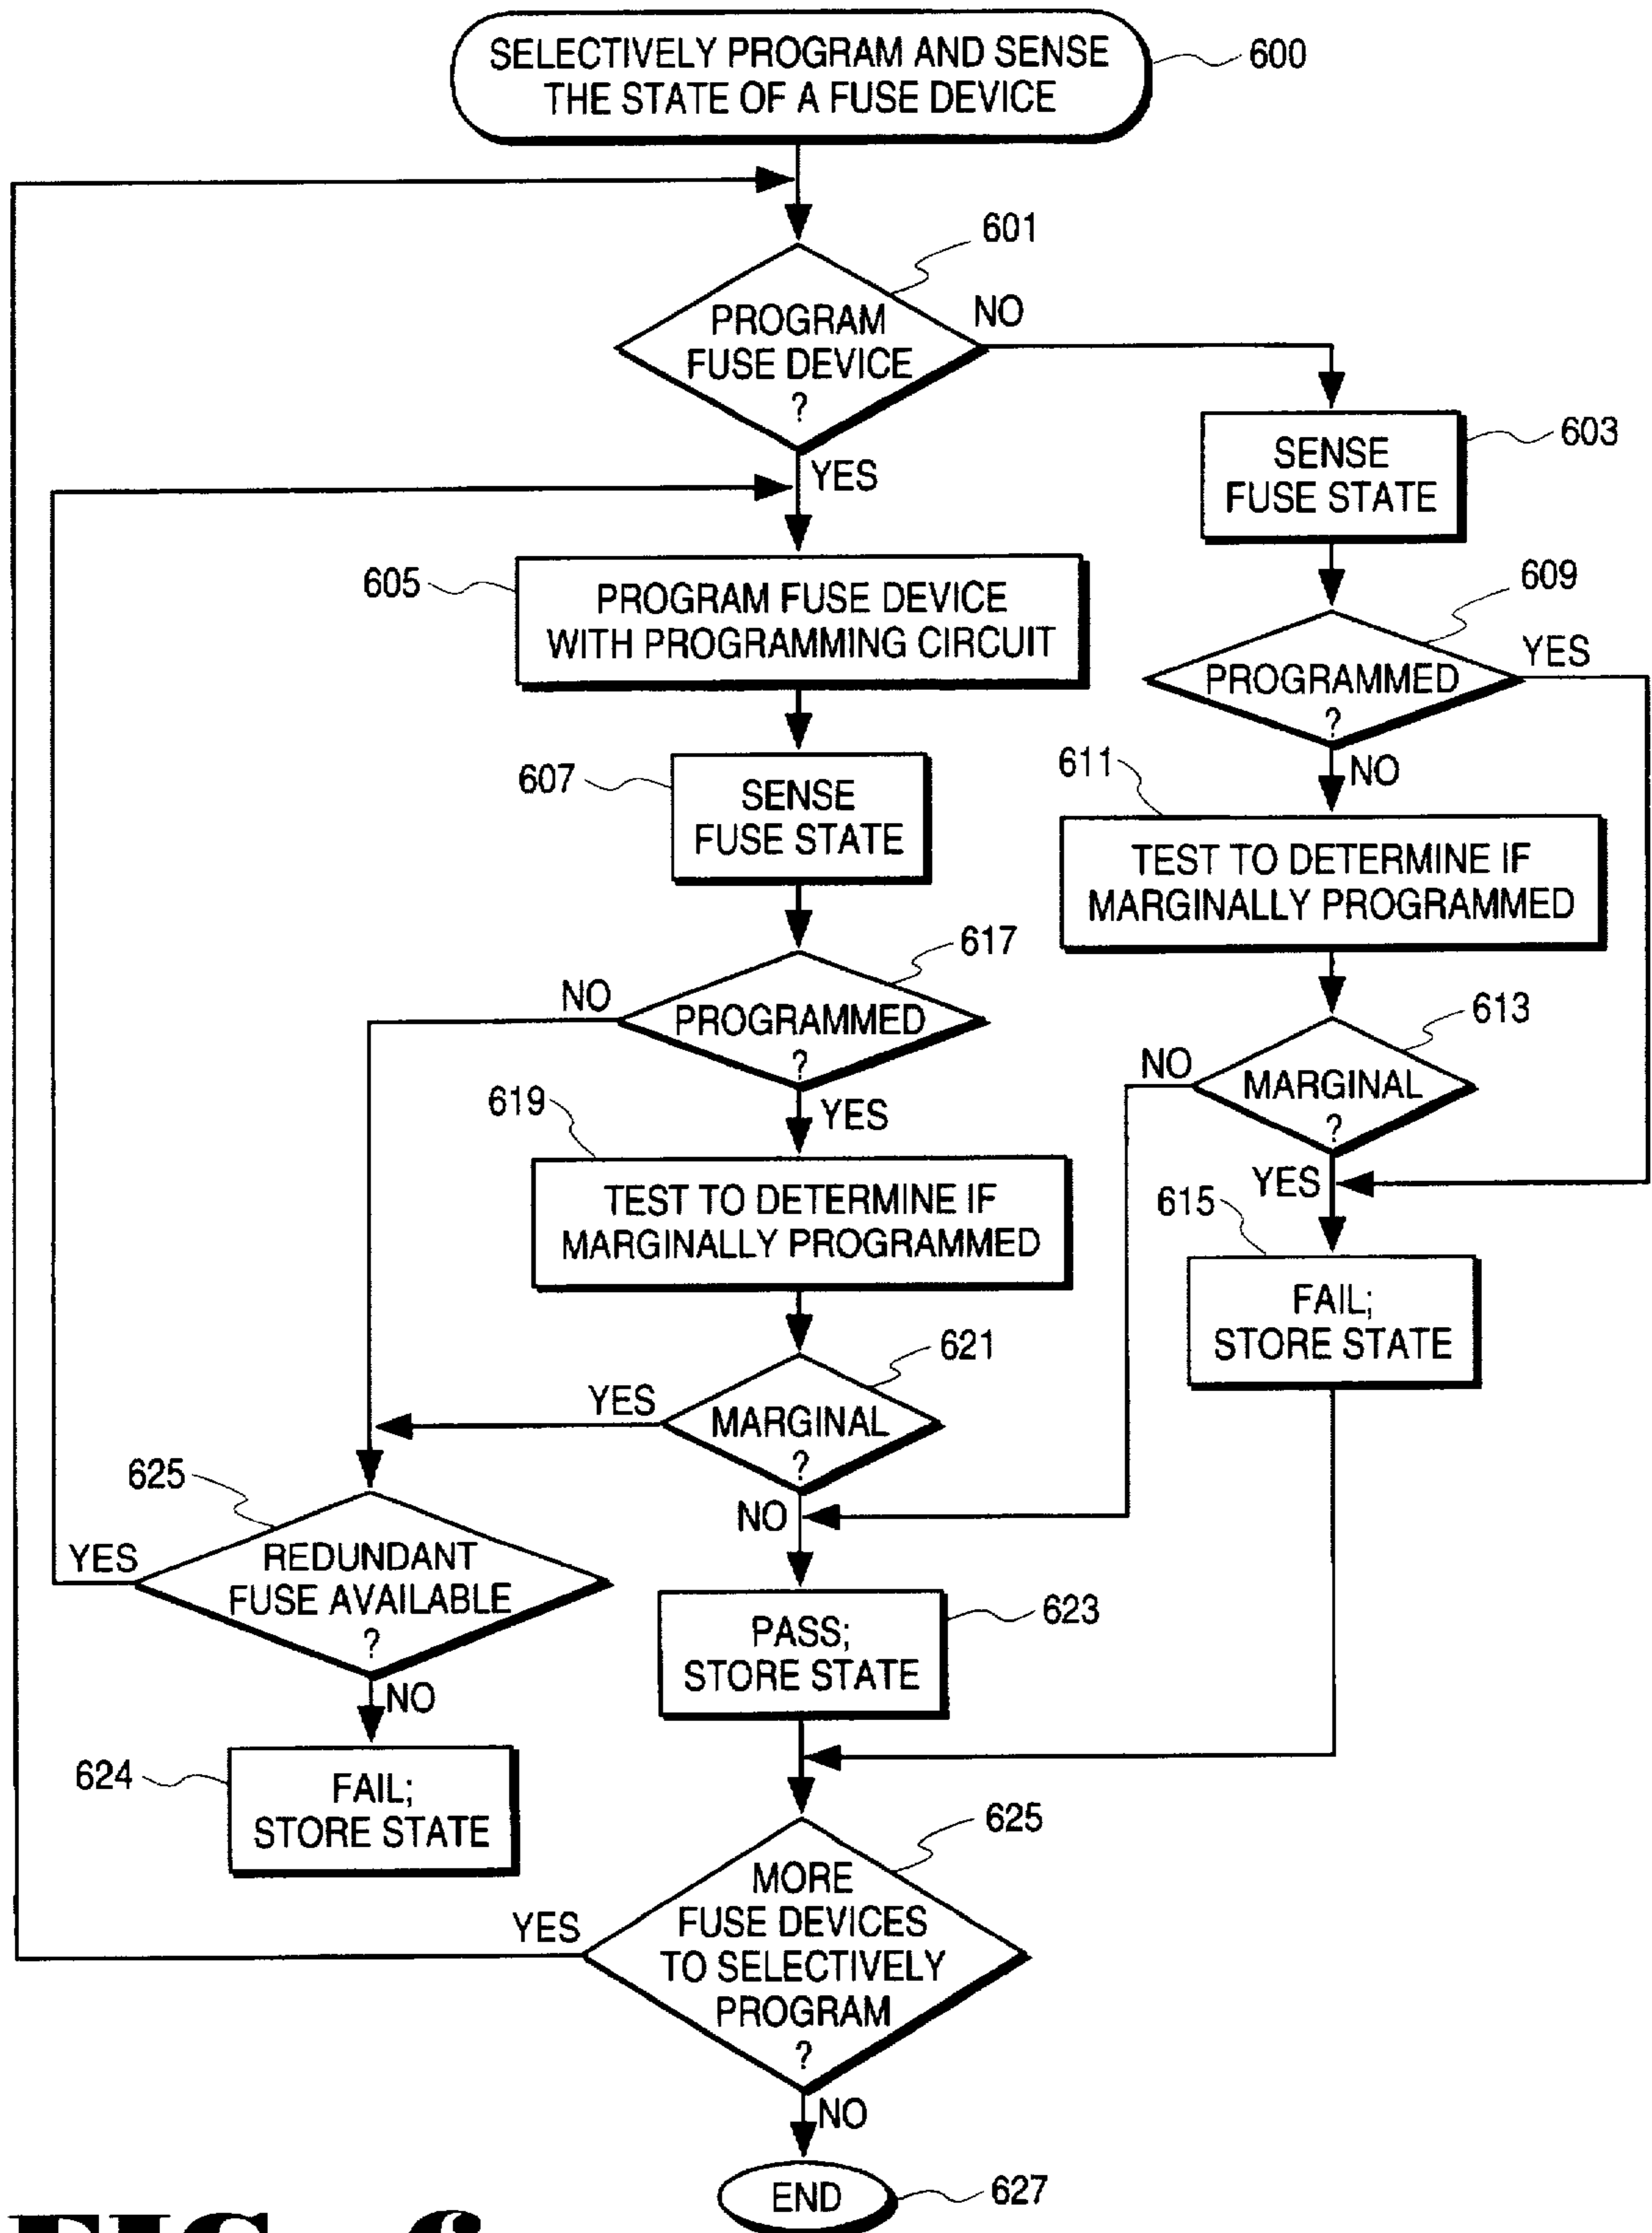 SELECTIVELY PROGRAM AND SENSE
THE STATE OF A FUSE DEVICE
600
601
PROGRAM
FUSE DEVICE
?
NO
YES
603
SENSE
FUSE STATE
605
PROGRAM FUSE DEVICE
WITH PROGRAMMING CIRCUIT
609
PROGRAMMED
?
YES
NO
607
SENSE
FUSE STATE
611
TEST TO DETERMINE IF
MARGINALLY PROGRAMMED
617
NO
PROGRAMMED
?
YES
613
NO
MARGINAL
?
YES
619
TEST TO DETERMINE IF
MARGINALLY PROGRAMMED
615
FAIL;
STORE STATE
621
YES
MARGINAL
?
NO
625
YES
REDUNDANT
FUSE AVAILABLE
?
NO
623
PASS;
STORE STATE
624
FAIL;
STORE STATE
625
YES
MORE
FUSE DEVICES
TO SELECTIVELY
PROGRAM
?
NO
END
627